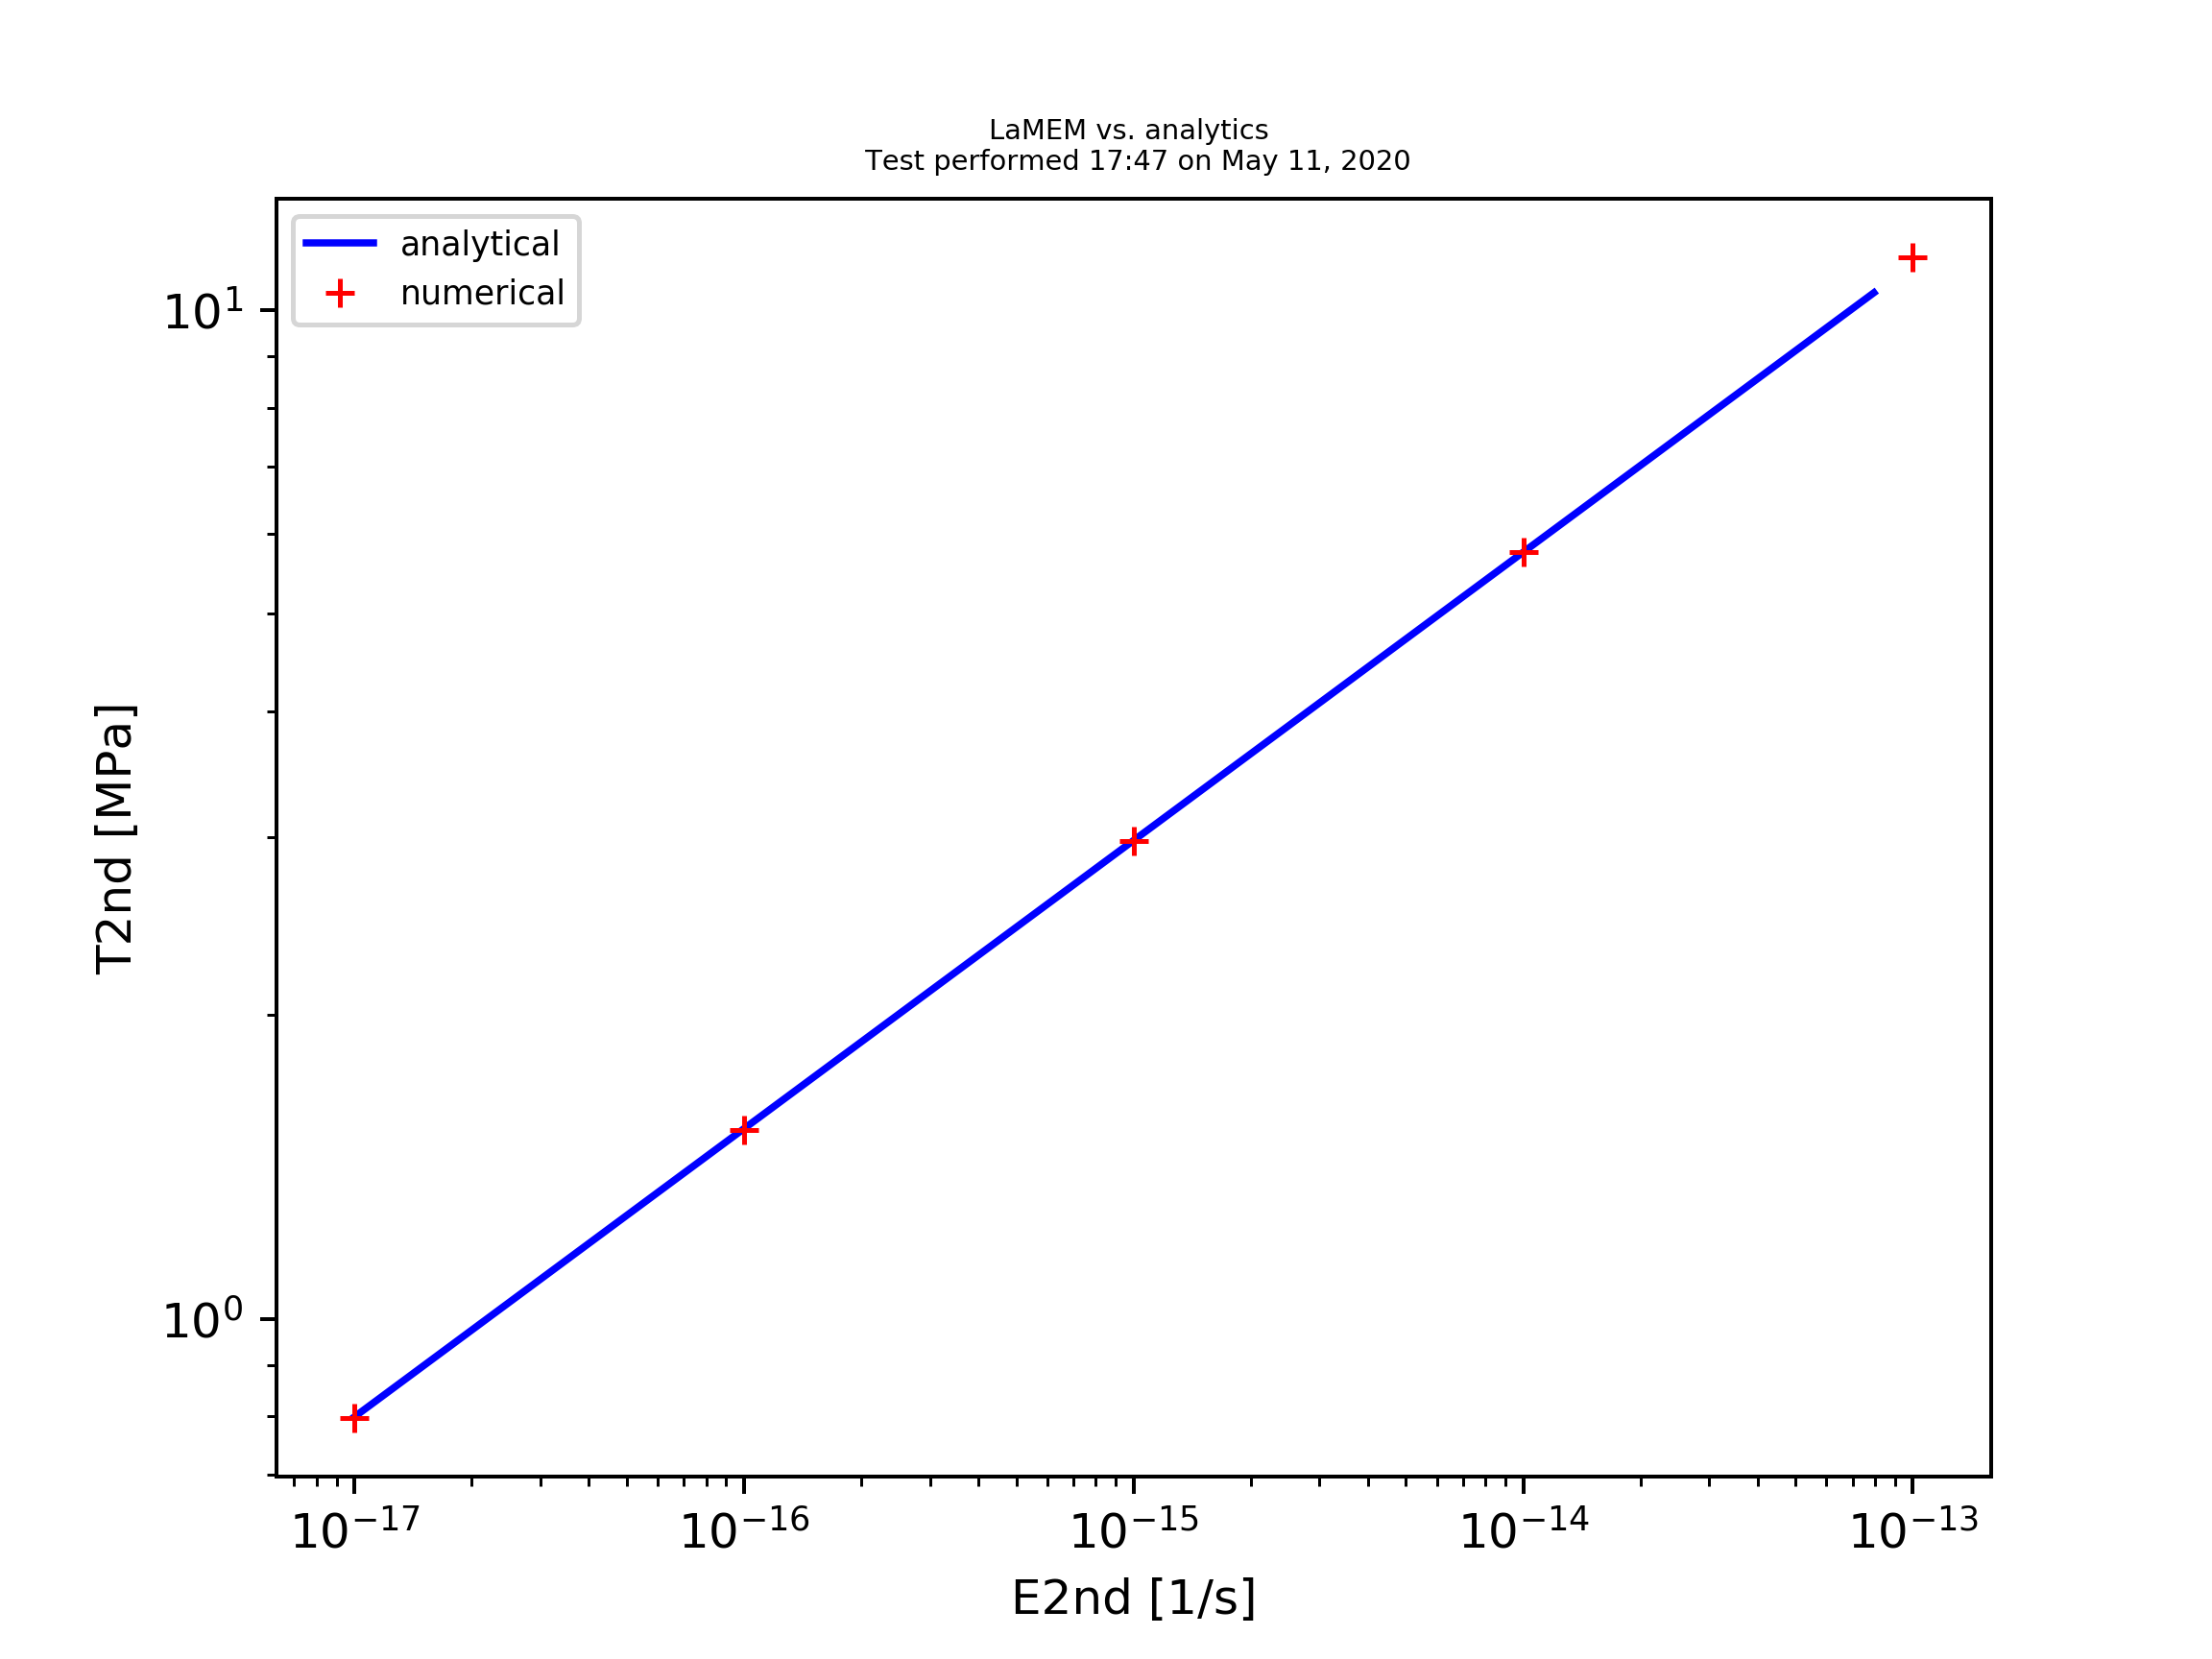 LaMEM vs. analytics
Test performed 17:47 on May 11, 2020
analytical
numerical
10¹
10⁰
T2nd [MPa]
10⁻¹⁷ 10⁻¹⁶ 10⁻¹⁵ 10⁻¹⁴ 10⁻¹³
E2nd [1/s]